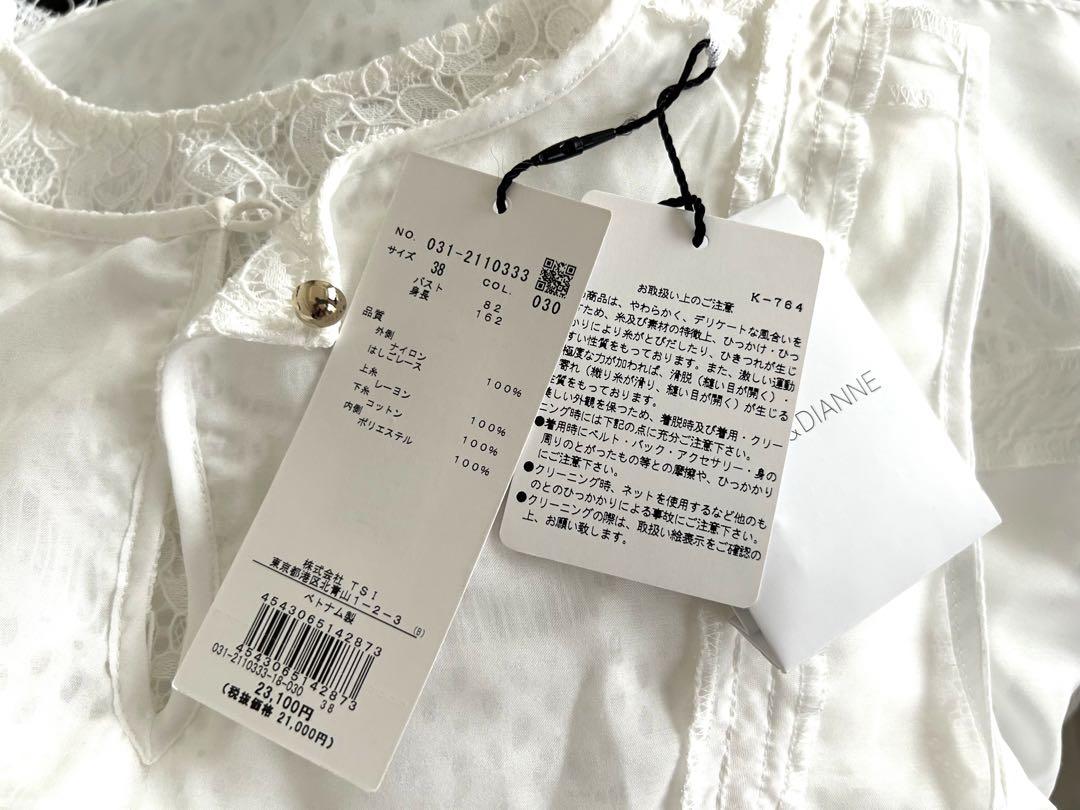 NO. 031-2110333
サイズ 38 COL. 030
バスト 82
身長 162
品質
外側
ナイロン 100%
はしごレース
上糸
レーヨン 100%
下糸
コットン 100%
内側
ポリエステル 100%
株式会社 TSI
東京都港区北青山1-2-3
(B)
ベトナム製
4543065142873
4543065142873
031-2110333-18-030 38
23,100円
(税抜価格 21,000円)
K-764
お取扱い上のご注意
商品は、やわらかく、デリケートな風合いを
ため、糸及び素材の特徴上、ひっかけ・ひっ
かりにより糸がとびだしたり、ひきつれが生じ
すい性質をもっております。また、激しい運動
極度な力が加われば、滑脱(縫い目が開く)・
寄れ(織り糸が滑り、縫い目が開く)が生じる
性質をもっております。
美しい外観を保つため、着脱時及び着用・クリー
ニング時には下記の点に充分ご注意下さい。
●着用時にベルト・バック・アクセサリー・身の
周りのとがったもの等との摩擦や、ひっかかり
にご注意下さい。
●クリーニング時、ネットを使用するなど他のも
のとのひっかかりによる事故にご注意下さい。
●クリーニングの際は、取扱い絵表示をご確認の
上、お願い致します。
&DIANNE